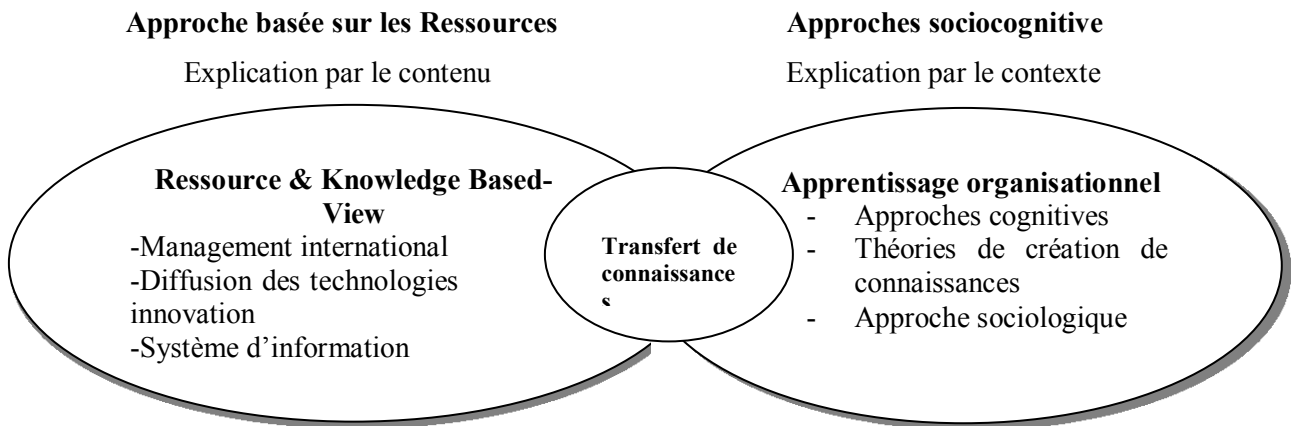 Approche basée sur les Ressources
Explication par le contenu
Approches sociocognitive
Explication par le contexte
Ressource & Knowledge Based-
View
-Management international
-Diffusion des technologies
innovation
-Système d’information
Transfert de
connaissance
s
Apprentissage organisationnel
- Approches cognitives
- Théories de création de
connaissances
- Approche sociologique